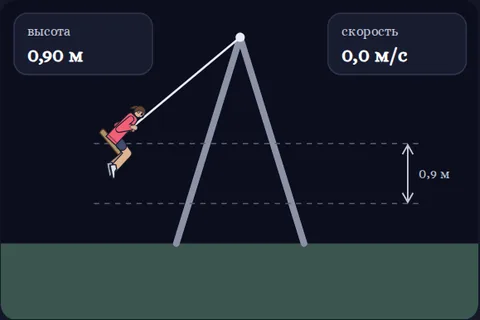 высота
0,90 м
скорость
0,0 м/с
0,9 м